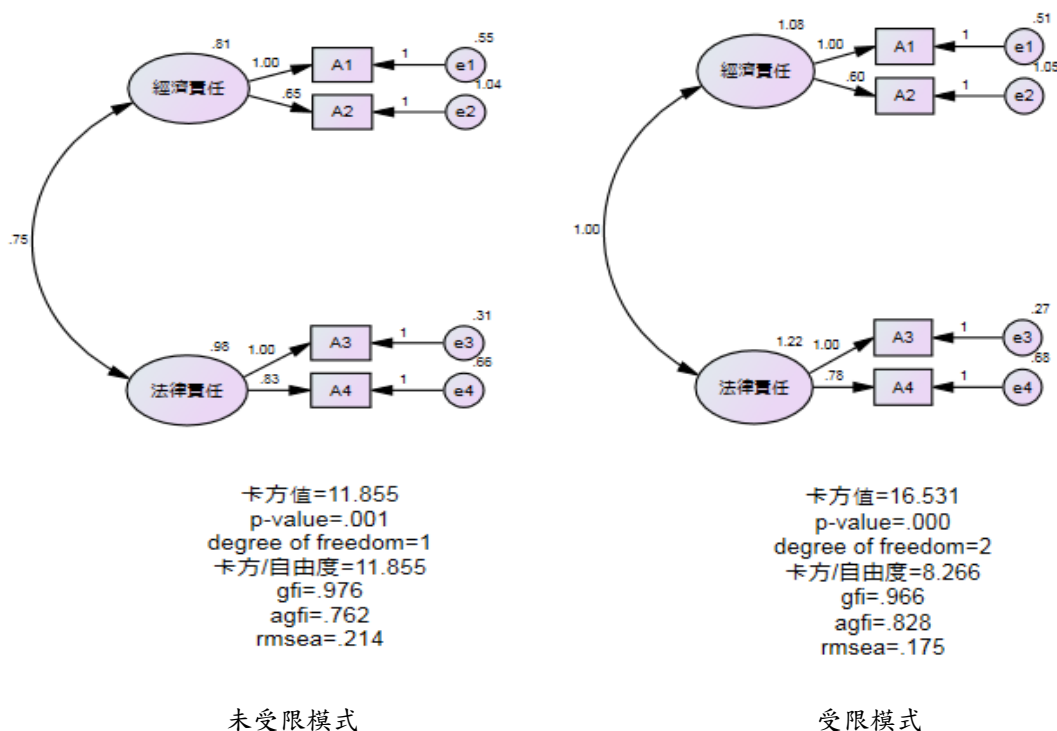 .81
1.00
.65
經濟責任
A1
1
e1
.55
A2
1
e2
1.04
.75
.98
1.00
.83
法律責任
A3
1
e3
.31
A4
1
e4
.66
卡方值=11.855
p-value=.001
degree of freedom=1
卡方/自由度=11.855
gfi=.976
agfi=.762
rmsea=.214
未受限模式
1.08
1.00
.60
經濟責任
A1
1
e1
.51
A2
1
e2
1.05
1.00
1.22
1.00
.78
法律責任
A3
1
e3
.27
A4
1
e4
.68
卡方值=16.531
p-value=.000
degree of freedom=2
卡方/自由度=8.266
gfi=.966
agfi=.828
rmsea=.175
受限模式